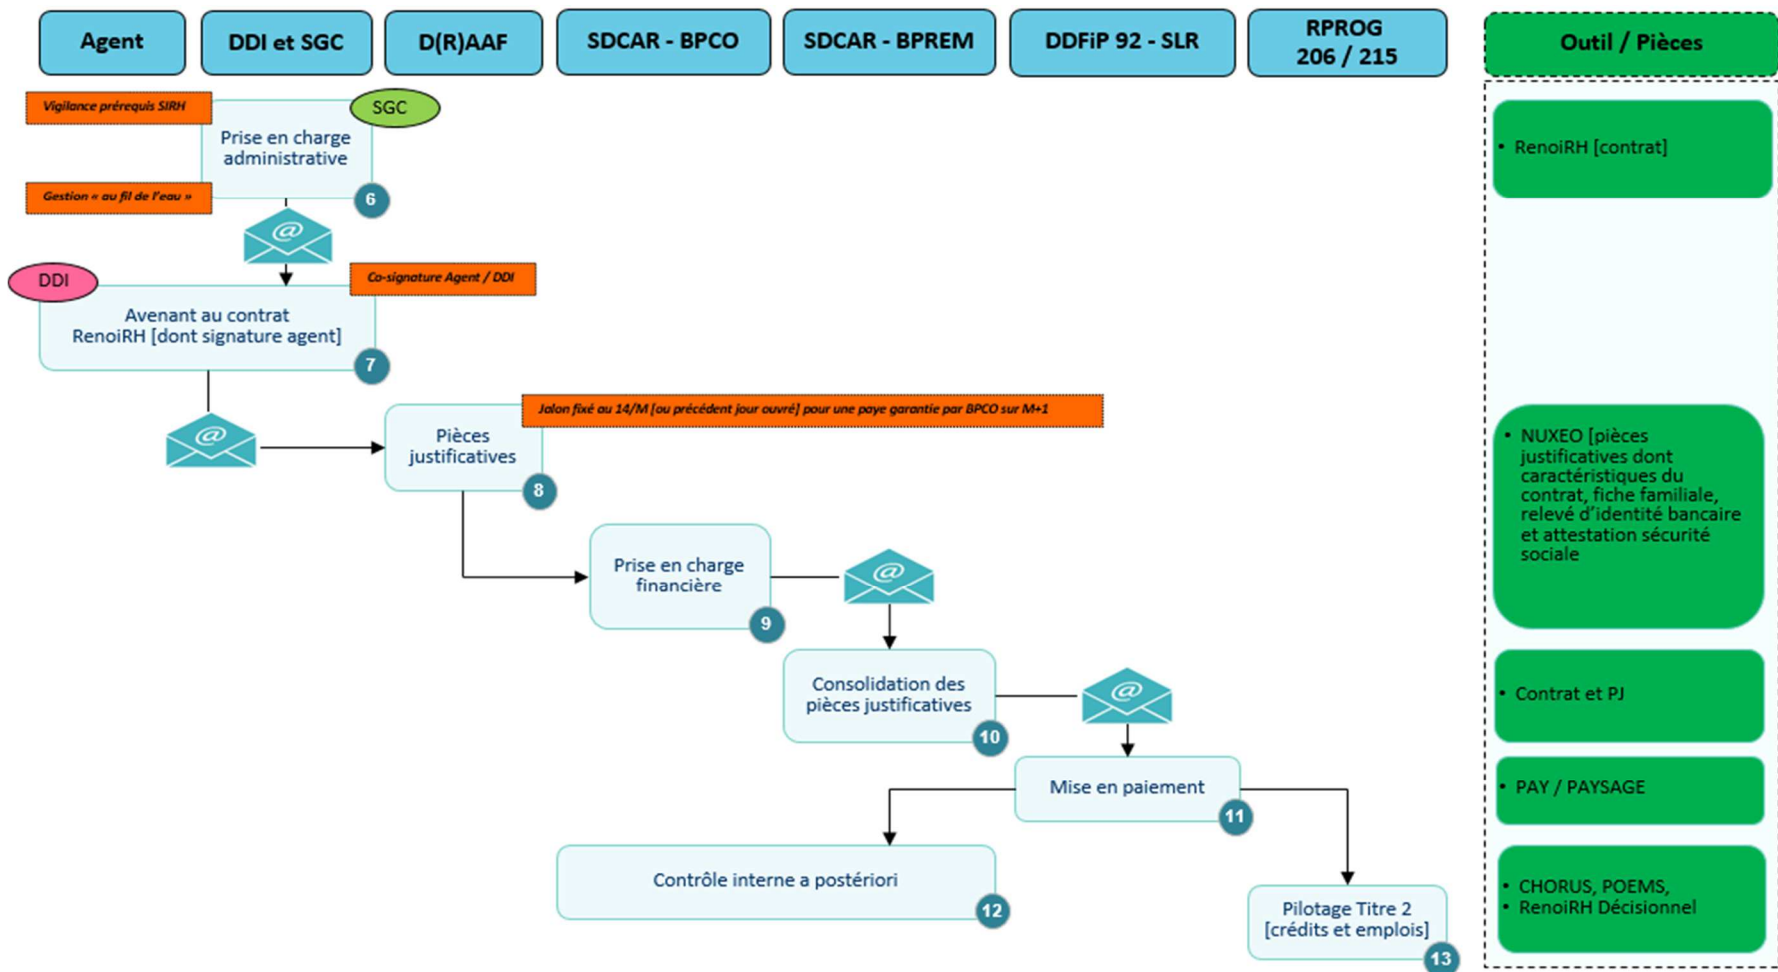 Agent
DDI et SGC
D(R)AAF
SDCAR - BPCO
SDCAR - BPREM
DDFiP 92 - SLR
RPROG
206 / 215
Outil / Pièces
Vigilance prérequis SIRH
SGC
Prise en charge
administrative
Gestion « au fil de l'eau »
6
• RenoiRH [contrat]
@
DDI
Co-signature Agent / DDI
Avenant au contrat
RenoiRH [dont signature agent]
7
@
Jalon fixé au 14/M [ou précédent jour ouvré] pour une paye garantie par BPCO sur M+1
Pièces
justificatives
8
• NUXEO [pièces
justificatives dont
caractéristiques du
contrat, fiche familiale,
relevé d'identité bancaire
et attestation sécurité
sociale
Prise en charge
financière
9
@
Consolidation des
pièces justificatives
10
@
• Contrat et PJ
Mise en paiement
11
• PAY / PAYSAGE
Contrôle interne a postériori
12
Pilotage Titre 2
[crédits et emplois]
13
• CHORUS, POEMS,
• RenoiRH Décisionnel